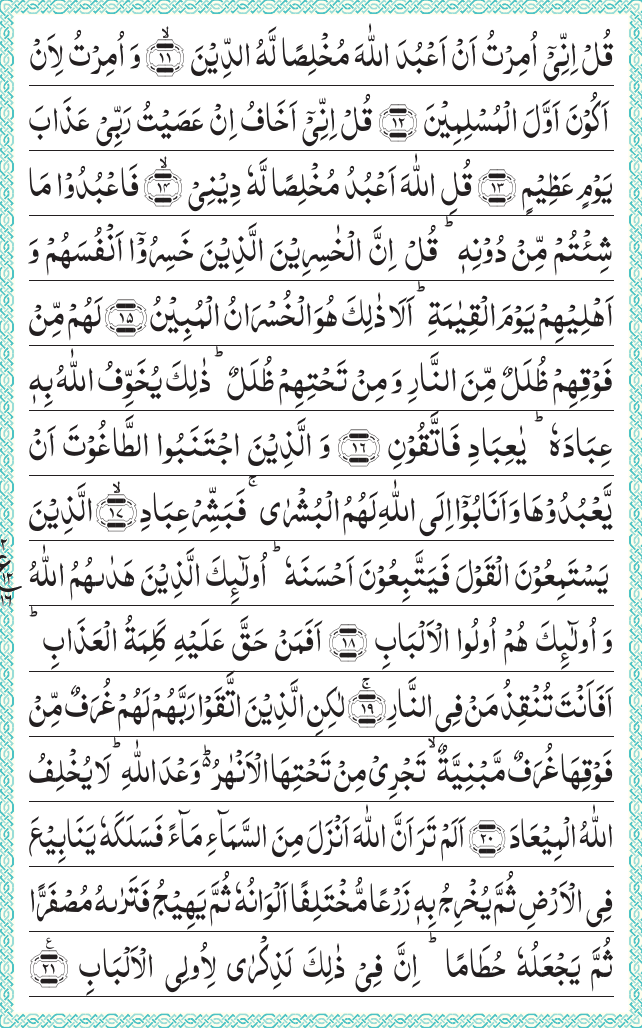 قُلۡ اِنِّیۡۤ اُمِرۡتُ اَنۡ اَعۡبُدَ اللّٰهَ مُخۡلِصًا لَّهُ الدِّیۡنَ ﴿ۙ۱۱﴾ وَ اُمِرۡتُ لِاَنۡ
اَکُوۡنَ اَوَّلَ الۡمُسۡلِمِیۡنَ ﴿۱۲﴾ قُلۡ اِنِّیۡۤ اَخَافُ اِنۡ عَصَیۡتُ رَبِّیۡ عَذَابَ
یَوۡمٍ عَظِیۡمٍ ﴿۱۳﴾ قُلِ اللّٰهَ اَعۡبُدُ مُخۡلِصًا لَّهٗ دِیۡنِیۡ ﴿ۙ۱۴﴾ فَاعۡبُدُوۡا مَا
شِئۡتُمۡ مِّنۡ دُوۡنِهٖ ؕ قُلۡ اِنَّ الۡخٰسِرِیۡنَ الَّذِیۡنَ خَسِرُوۡۤا اَنۡفُسَهُمۡ وَ
اَهۡلِیۡهِمۡ یَوۡمَ الۡقِیٰمَةِ ؕ اَلَا ذٰلِکَ هُوَ الۡخُسۡرَانُ الۡمُبِیۡنُ ﴿۱۵﴾ لَهُمۡ مِّنۡ
فَوۡقِهِمۡ ظُلَلٌ مِّنَ النَّارِ وَ مِنۡ تَحۡتِهِمۡ ظُلَلٌ ؕ ذٰلِکَ یُخَوِّفُ اللّٰهُ بِهٖ
عِبَادَهٗ ؕ یٰعِبَادِ فَاتَّقُوۡنِ ﴿۱۶﴾ وَ الَّذِیۡنَ اجۡتَنَبُوا الطَّاغُوۡتَ اَنۡ
یَّعۡبُدُوۡهَا وَ اَنَابُوۡۤا اِلَی اللّٰهِ لَهُمُ الۡبُشۡرٰی ۚ فَبَشِّرۡ عِبَادِ ﴿ۙ۱۷﴾ الَّذِیۡنَ
یَسۡتَمِعُوۡنَ الۡقَوۡلَ فَیَتَّبِعُوۡنَ اَحۡسَنَهٗ ؕ اُولٰٓئِکَ الَّذِیۡنَ هَدٰىهُمُ اللّٰهُ
وَ اُولٰٓئِکَ هُمۡ اُولُوا الۡاَلۡبَابِ ﴿۱۸﴾ اَفَمَنۡ حَقَّ عَلَیۡهِ کَلِمَةُ الۡعَذَابِ ؕ
اَفَاَنۡتَ تُنۡقِذُ مَنۡ فِی النَّارِ ﴿ۚ۱۹﴾ لٰکِنِ الَّذِیۡنَ اتَّقَوۡا رَبَّهُمۡ لَهُمۡ غُرَفٌ مِّنۡ
فَوۡقِهَا غُرَفٌ مَّبۡنِیَّةٌ ۙ تَجۡرِیۡ مِنۡ تَحۡتِهَا الۡاَنۡهٰرُ ۬ؕ وَعۡدَ اللّٰهِ ؕ لَا یُخۡلِفُ
اللّٰهُ الۡمِیۡعَادَ ﴿۲۰﴾ اَلَمۡ تَرَ اَنَّ اللّٰهَ اَنۡزَلَ مِنَ السَّمَآءِ مَآءً فَسَلَکَهٗ یَنَابِیۡعَ
فِی الۡاَرۡضِ ثُمَّ یُخۡرِجُ بِهٖ زَرۡعًا مُّخۡتَلِفًا اَلۡوَانُهٗ ثُمَّ یَهِیۡجُ فَتَرٰىهُ مُصۡفَرًّا
ثُمَّ یَجۡعَلُهٗ حُطَامًا ؕ اِنَّ فِیۡ ذٰلِکَ لَذِکۡرٰی لِاُولِی الۡاَلۡبَابِ ﴿٪۲۱﴾